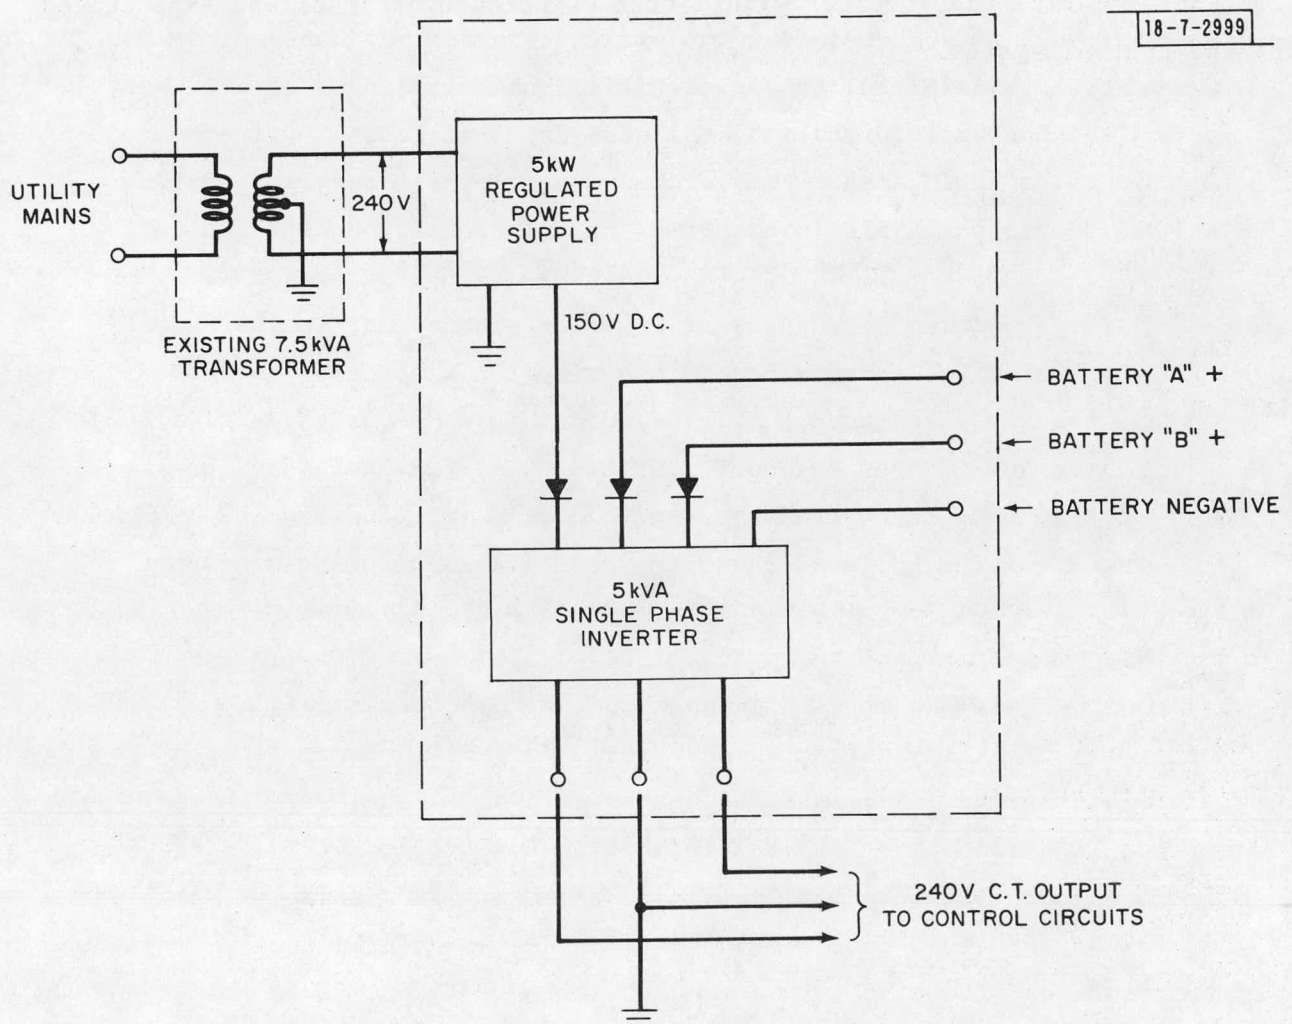 18-7-2999
UTILITY
MAINS
240V
5kW
REGULATED
POWER
SUPPLY
EXISTING 7.5kVA
TRANSFORMER
150V D.C.
BATTERY "A" +
BATTERY "B" +
BATTERY NEGATIVE
5kVA
SINGLE PHASE
INVERTER
240V C.T. OUTPUT
TO CONTROL CIRCUITS